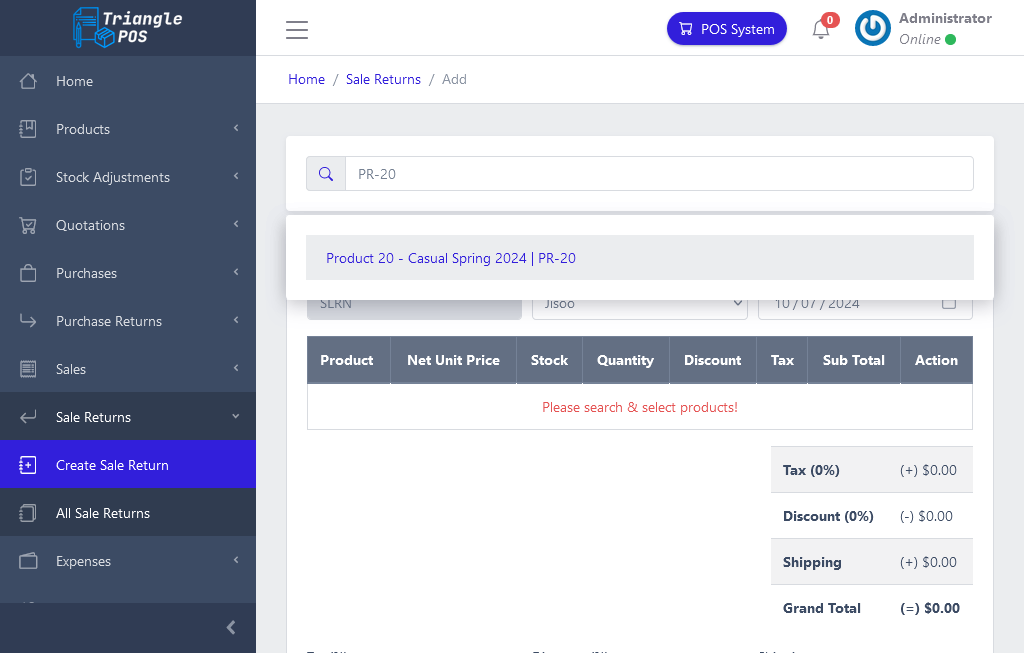 Triangle
POS
POS System
0
Administrator
Online
Home
Products
Stock Adjustments
Quotations
Purchases
Purchase Returns
Sales
Sale Returns
Create Sale Return
All Sale Returns
Expenses
Home / Sale Returns / Add
PR-20
Product 20 - Casual Spring 2024 | PR-20
SLRN
Jisoo
10/07/2024
Product Net Unit Price Stock Quantity Discount Tax Sub Total Action
Please search & select products!
Tax (0%) (+) $0.00
Discount (0%) (-) $0.00
Shipping (+) $0.00
Grand Total (=) $0.00